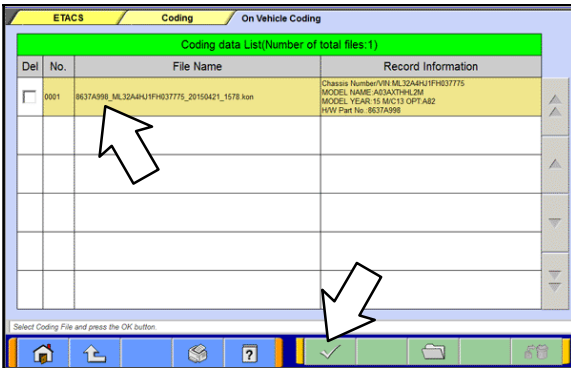 ETACS
Coding
On Vehicle Coding
Coding data List(Number of total files:1)
Del No. File Name Record Information
0001 8637A998_ML32A4HJ1FH037775_20150421_1578.kon
Chassis Number/VIN:ML32A4HJ1FH037775
MODEL NAME:A03AXTHHL2M
MODEL YEAR:15 M/C13 OPT:A82
H/W Part No :8637A998
Select Coding File and press the OK button.
?